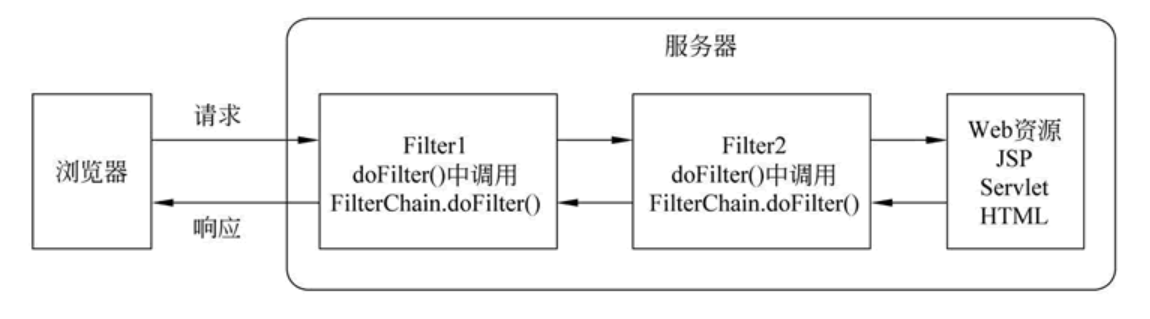 服务器
请求
浏览器
响应
Filter1
doFilter()中调用
FilterChain.doFilter()
Filter2
doFilter()中调用
FilterChain.doFilter()
Web资源
JSP
Servlet
HTML